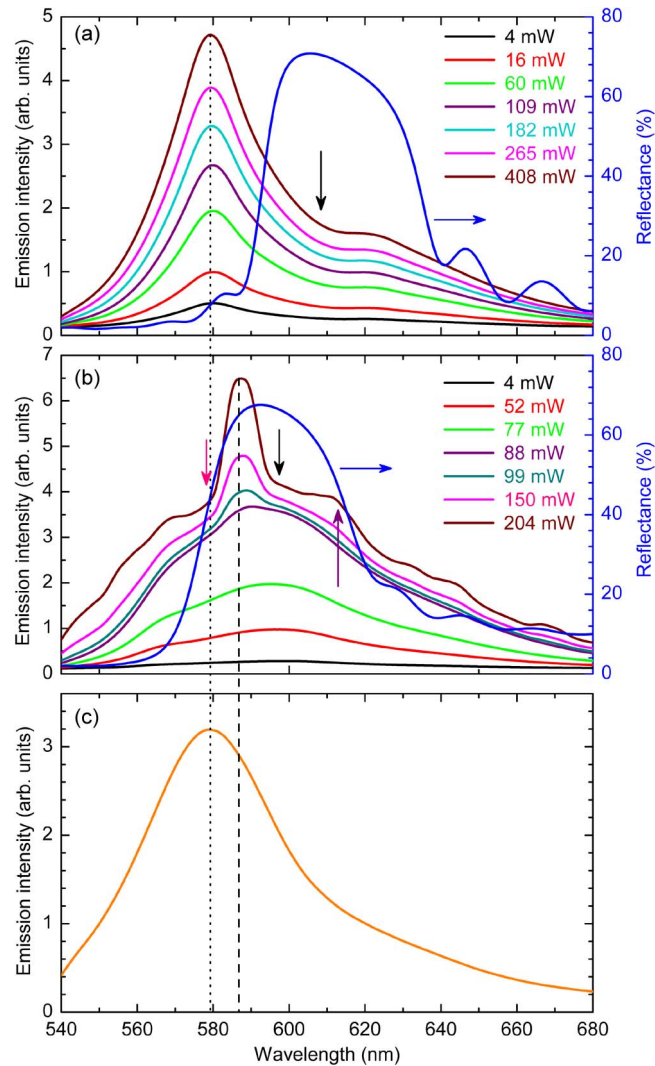 (a)
Emission intensity (arb. units)
5
4
3
2
1
0
4 mW
16 mW
60 mW
109 mW
182 mW
265 mW
408 mW
80
60
40
20
0
Reflectance (%)
(b)
Emission intensity (arb. units)
7
6
5
4
3
2
1
0
4 mW
52 mW
77 mW
88 mW
99 mW
150 mW
204 mW
80
60
40
20
0
Reflectance (%)
(c)
Emission intensity (arb. units)
3
2
1
0
540 560 580 600 620 640 660 680
Wavelength (nm)